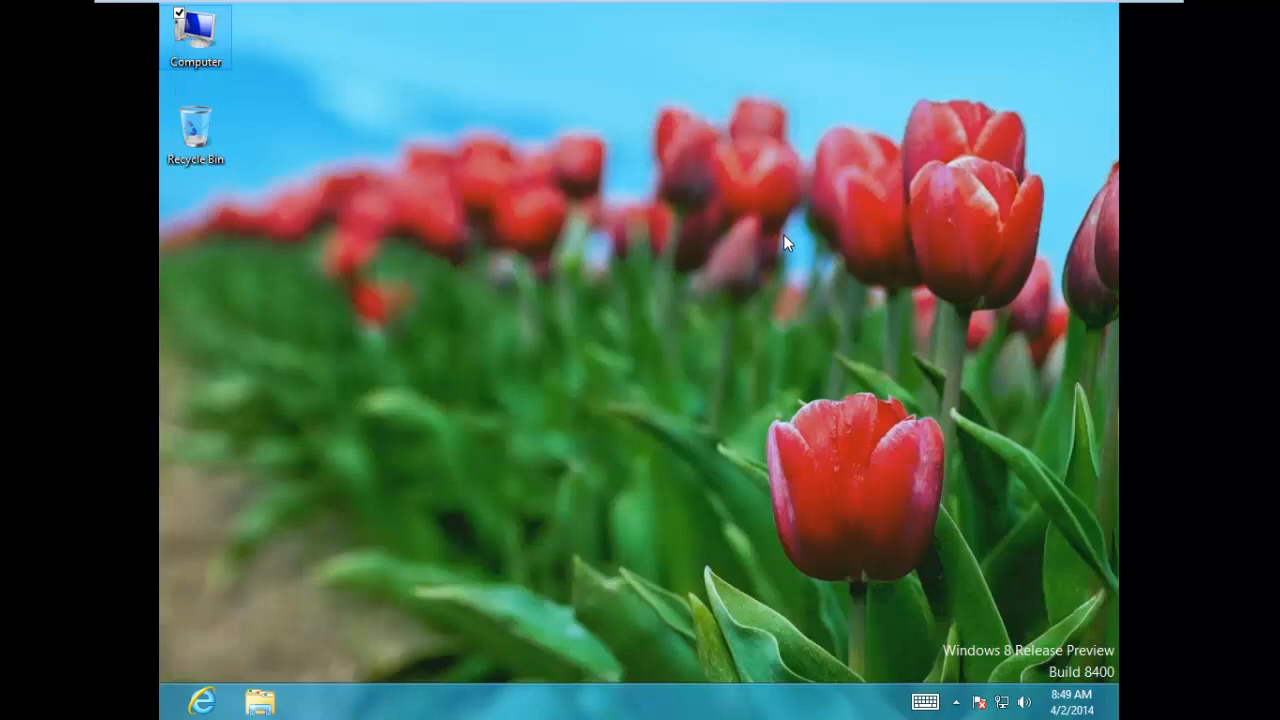 Computer
Recycle Bin
Windows 8 Release Preview
Build 8400
8:49 AM
4/2/2014